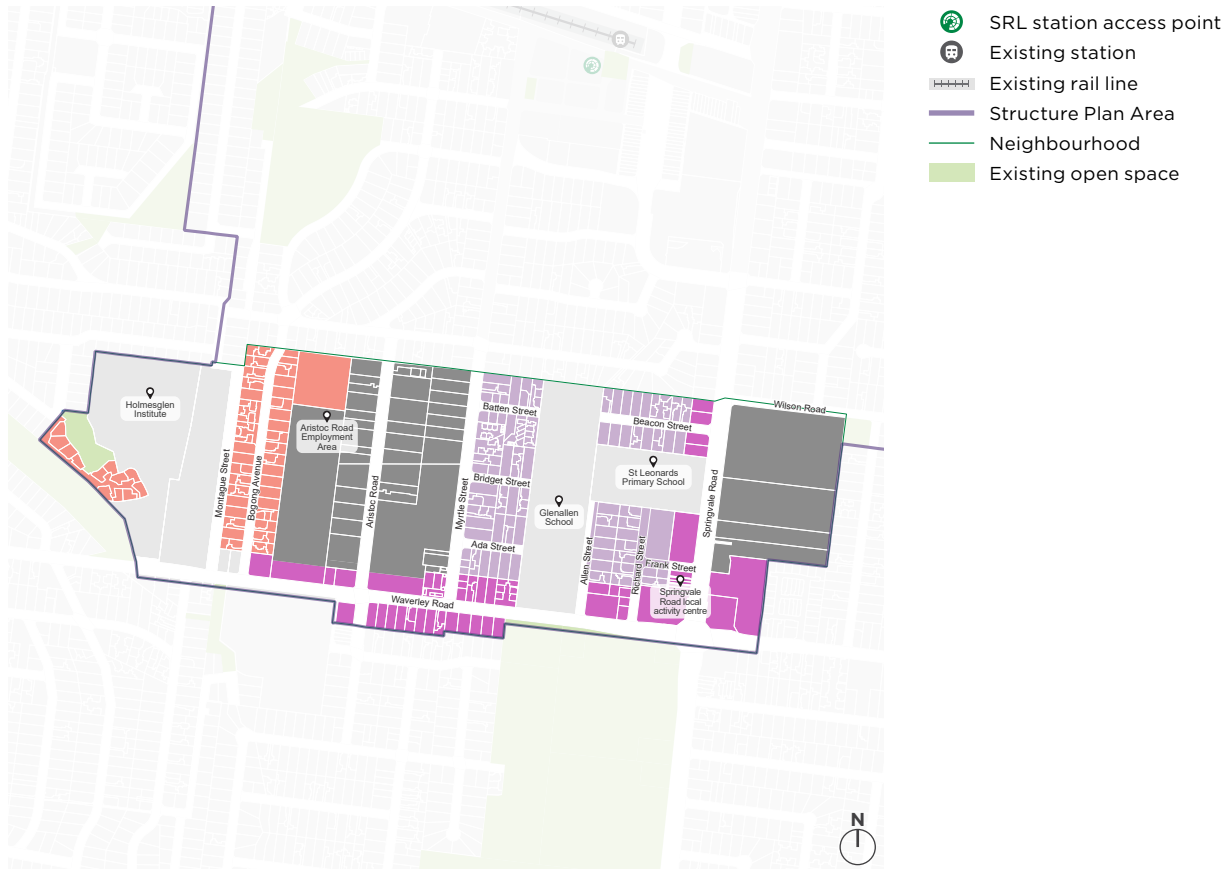 SRL station access point
Existing station
Existing rail line
Structure Plan Area
Neighbourhood
Existing open space
Wilson Road
Holmesglen
Institute
Batten Street
Beacon Street
Aristoc Road
Employment
Area
St Leonards
Primary School
Montague Street
Bogong Avenue
Aristoc Road
Myrtle Street
Bridget Street
Springvale Road
Glenallen
School
Ada Street
Allen Street
Richard Street
Frank Street
Springvale
Road local
activity centre
Waverley Road
N